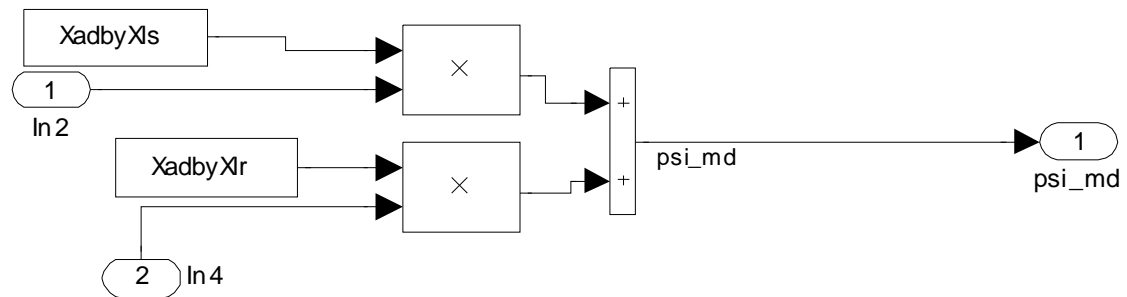 XadbyXls
×
1
In2
+
psi_md
1
psi_md
XadbyXlr
×
+
2
In4